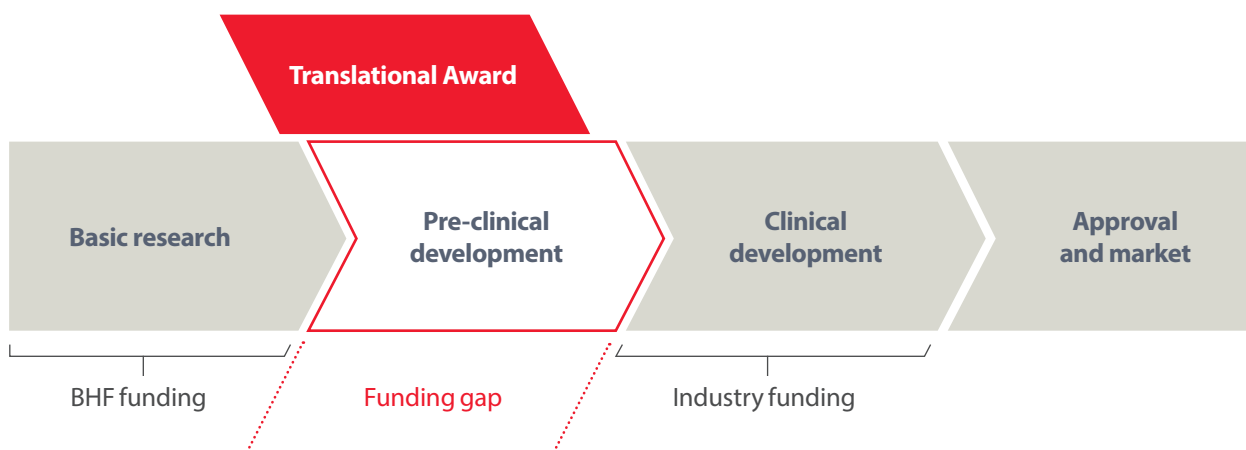 Translational Award
Basic research
Pre-clinical
development
Clinical
development
Approval
and market
BHF funding
Funding gap
Industry funding